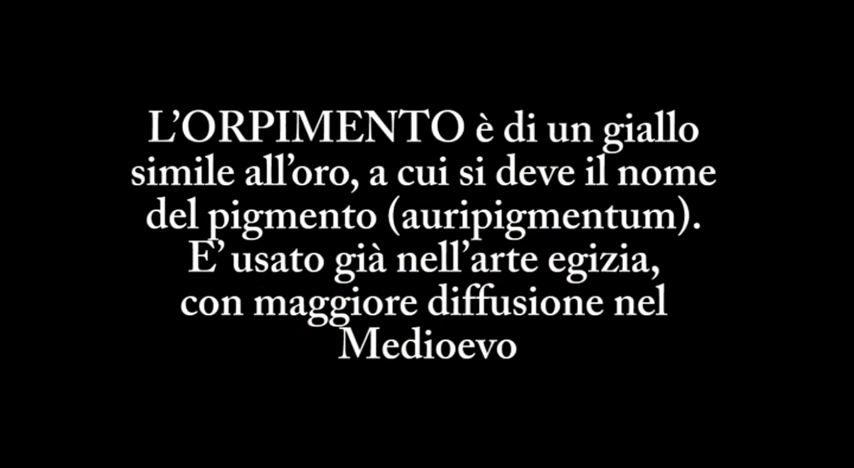 L’ORPIMENTO è di un giallo
simile all’oro, a cui si deve il nome
del pigmento (auripigmentum).
E’ usato già nell’arte egizia,
con maggiore diffusione nel
Medioevo